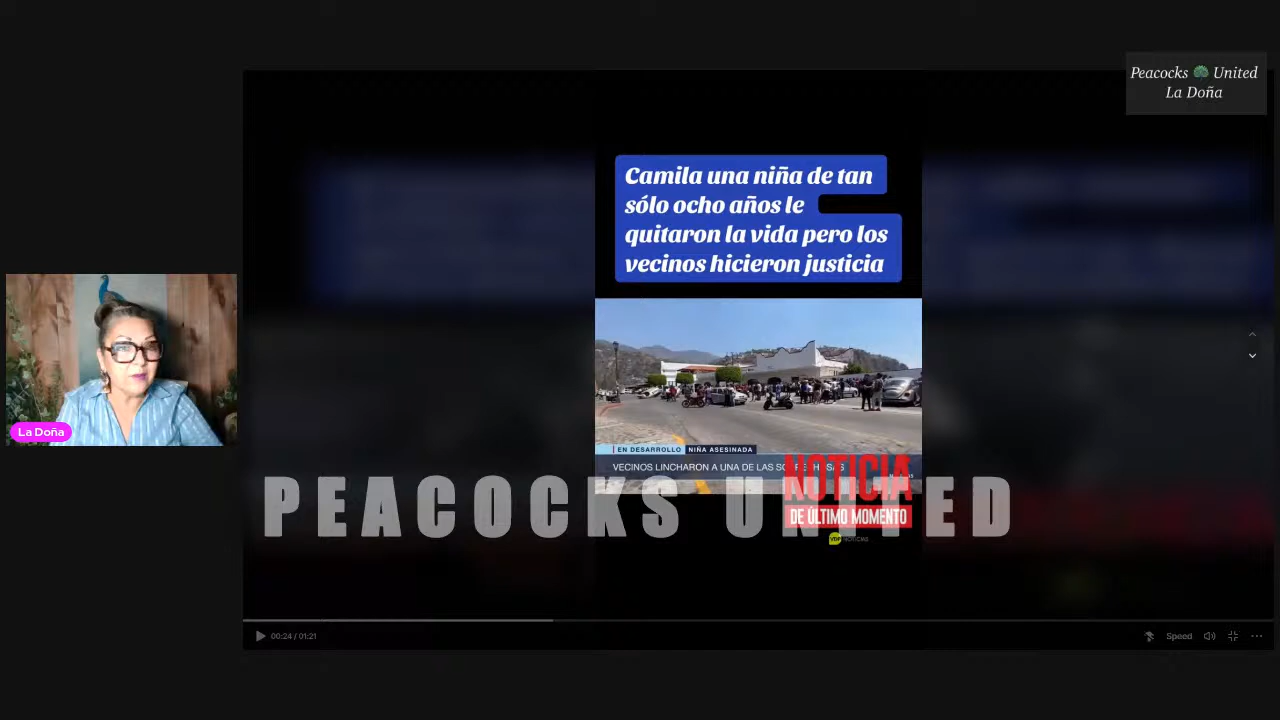 Peacocks United
La Doña
Camila una niña de tan
sólo ocho años le
quitaron la vida pero los
vecinos hicieron justicia
EN DESARROLLO NIÑA ASESINADA
VECINOS LINCHARON A UNA DE LAS
NOTICIA
DE ÚLTIMO MOMENTO
NOTICIAS
La Doña
PEACOCKS UNITED
00:24 / 01:21
Speed